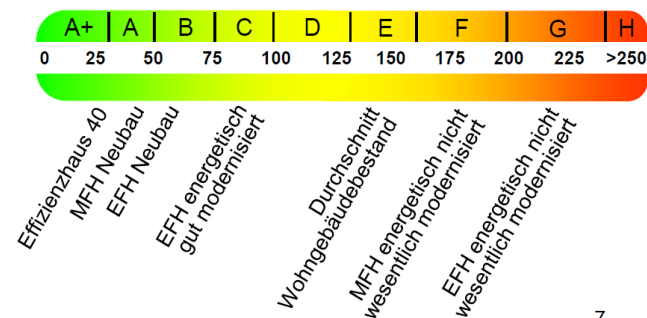 A+ A B C D E F G H
0 25 50 75 100 125 150 175 200 225 >250
Effizienzhaus 40
MFH Neubau
EFH Neubau
EFH energetisch
gut modernisiert
Durchschnitt
Wohngebäudebestand
MFH energetisch nicht
wesentlich modernisiert
EFH energetisch nicht
wesentlich modernisiert